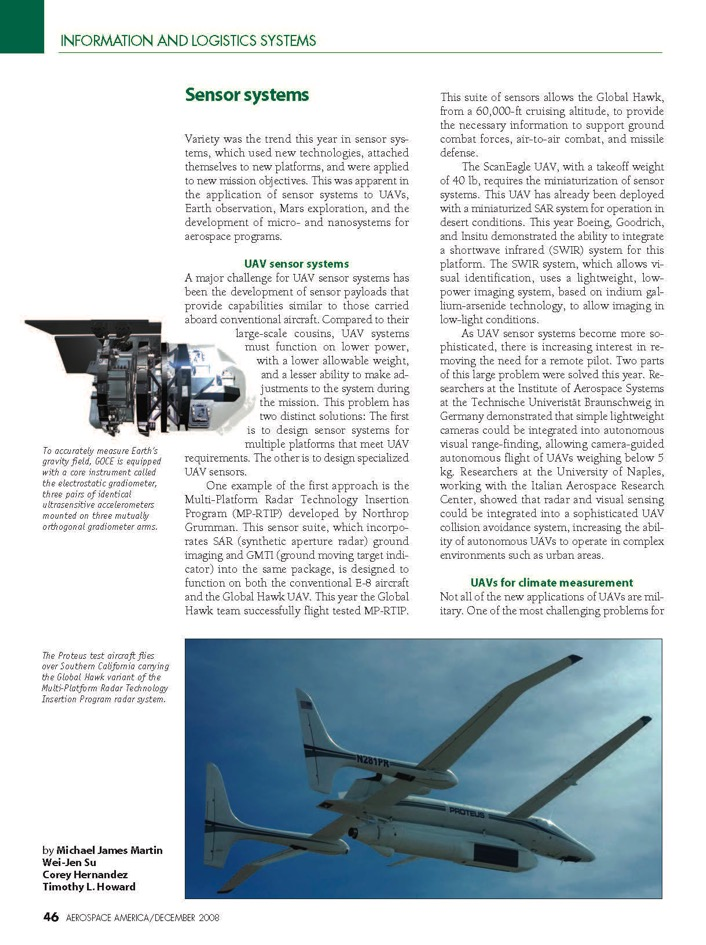 INFORMATION AND LOGISTICS SYSTEMS
Sensor systems
Variety was the trend this year in sensor sys-
tems, which used new technologies, attached
themselves to new platforms, and were applied
to new mission objectives. This was apparent in
the application of sensor systems to UAVs,
Earth observation, Mars exploration, and the
development of micro- and nanosystems for
aerospace programs.
UAV sensor systems
A major challenge for UAV sensor systems has
been the development of sensor payloads that
provide capabilities similar to those carried
aboard conventional aircraft. Compared to their
large-scale cousins, UAV systems
must function on lower power,
with a lower allowable weight,
and a lesser ability to make ad-
justments to the system during
the mission. This problem has
two distinct solutions: The first
is to design sensor systems for
multiple platforms that meet UAV
requirements. The other is to design specialized
UAV sensors.
One example of the first approach is the
Multi-Platform Radar Technology Insertion
Program (MP-RTIP) developed by Northrop
Grumman. This sensor suite, which incorpo-
rates SAR (synthetic aperture radar) ground
imaging and GMTI (ground moving target indi-
cator) into the same package, is designed to
function on both the conventional E-8 aircraft
and the Global Hawk UAV. This year the Global
Hawk team successfully flight tested MP-RTIP.
This suite of sensors allows the Global Hawk,
from a 60,000-ft cruising altitude, to provide
the necessary information to support ground
combat forces, air-to-air combat, and missile
defense.
The ScanEagle UAV, with a takeoff weight
of 40 lb, requires the miniaturization of sensor
systems. This UAV has already been deployed
with a miniaturized SAR system for operation in
desert conditions. This year Boeing, Goodrich,
and Insitu demonstrated the ability to integrate
a shortwave infrared (SWIR) system for this
platform. The SWIR system, which allows vi-
sual identification, uses a lightweight, low-
power imaging system, based on indium gal-
lium-arsenide technology, to allow imaging in
low-light conditions.
As UAV sensor systems become more so-
phisticated, there is increasing interest in re-
moving the need for a remote pilot. Two parts
of this large problem were solved this year. Re-
searchers at the Institute of Aerospace Systems
at the Technische Univeristät Braunschweig in
Germany demonstrated that simple lightweight
cameras could be integrated into autonomous
visual range-finding, allowing camera-guided
autonomous flight of UAVs weighing below 5
kg. Researchers at the University of Naples,
working with the Italian Aerospace Research
Center, showed that radar and visual sensing
could be integrated into a sophisticated UAV
collision avoidance system, increasing the abil-
ity of autonomous UAVs to operate in complex
environments such as urban areas.
UAVs for climate measurement
Not all of the new applications of UAVs are mil-
itary. One of the most challenging problems for
To accurately measure Earth's
gravity field, GOCE is equipped
with a core instrument called
the electrostatic gradiometer,
three pairs of identical
ultrasensitive accelerometers
mounted on three mutually
orthogonal gradiometer arms.
The Proteus test aircraft flies
over Southern California carrying
the Global Hawk variant of the
Multi-Platform Radar Technology
Insertion Program radar system.
N281PR
PROTEUS
by Michael James Martin
Wei-Jen Su
Corey Hernandez
Timothy L. Howard
46 AEROSPACE AMERICA/DECEMBER 2008